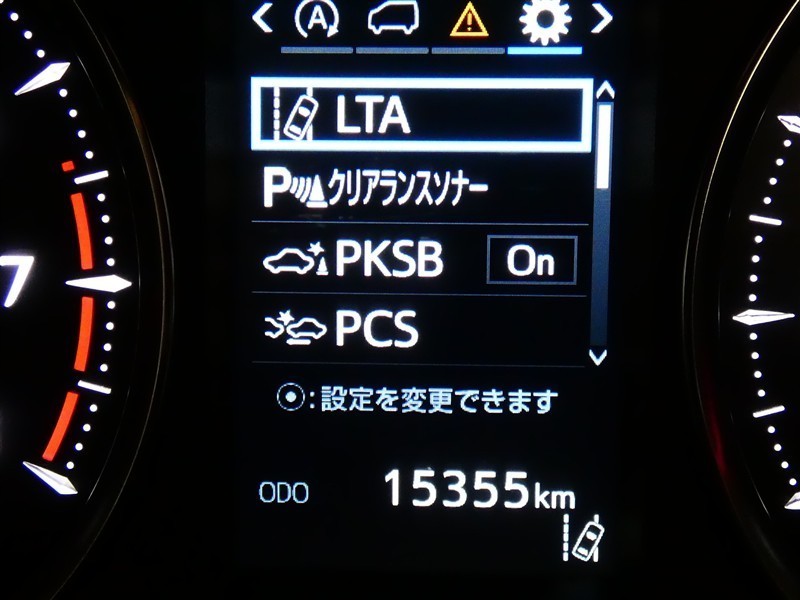 A
LTA
P クリアランスソナー
PKSB On
PCS
7
⦿:設定を変更できます
ODO 15355km